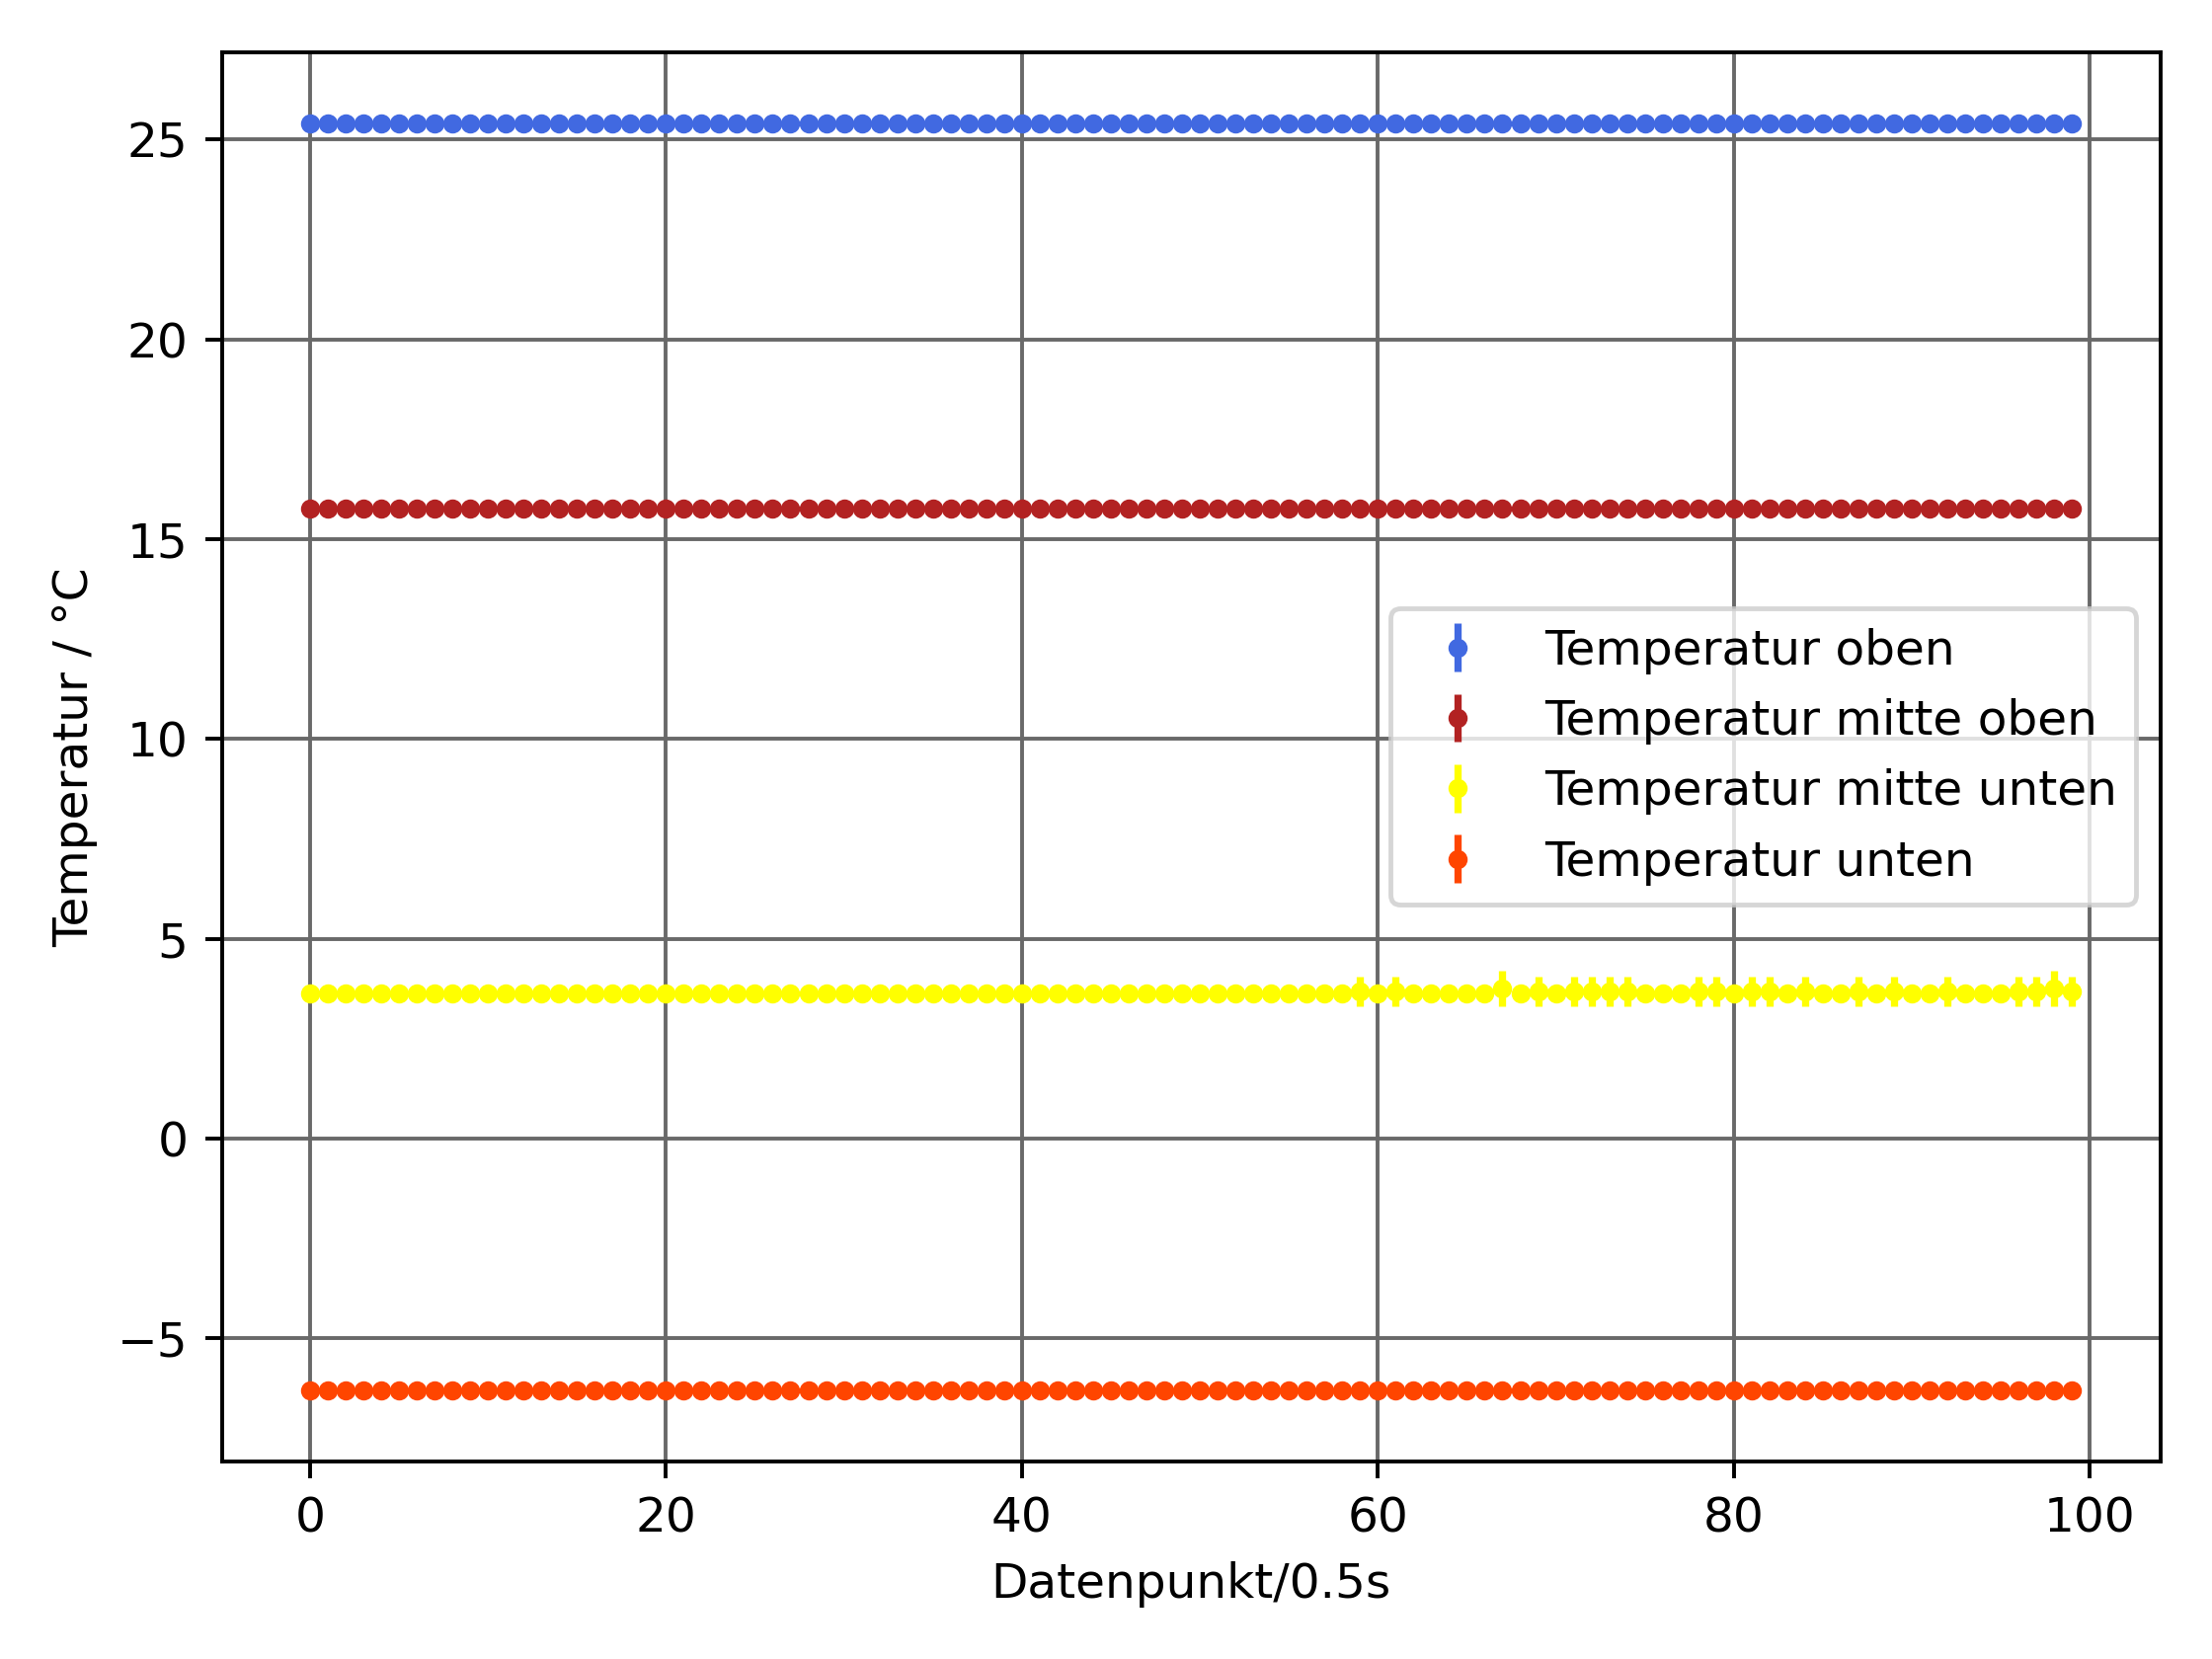 25
20
15
10
5
0
−5
Temperatur / °C
Temperatur oben
Temperatur mitte oben
Temperatur mitte unten
Temperatur unten
0 20 40 60 80 100
Datenpunkt/0.5s